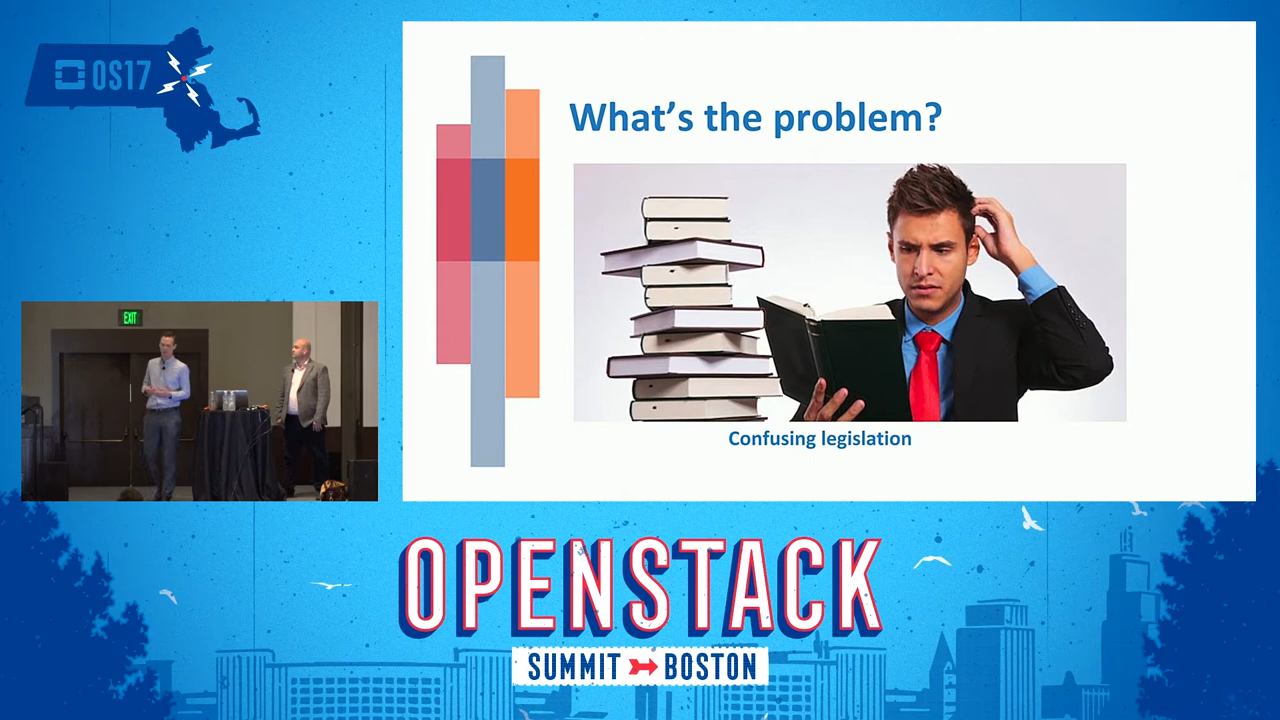 OS17
What's the problem?
EXIT
Confusing legislation
OPENSTACK
SUMMIT BOSTON